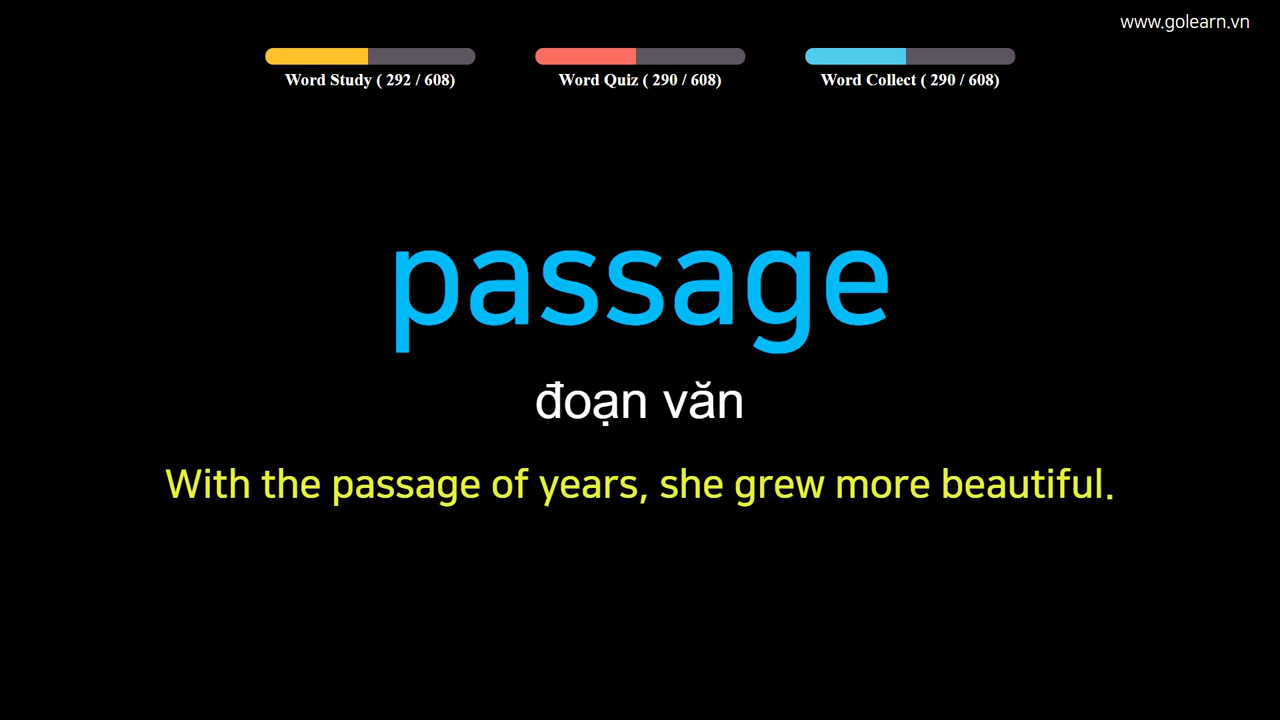 www.golearn.vn
Word Study ( 292 / 608)
Word Quiz ( 290 / 608)
Word Collect ( 290 / 608)
passage
đoạn văn
With the passage of years, she grew more beautiful.